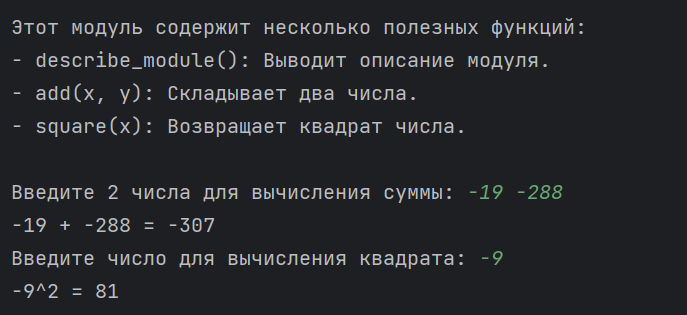 Этот модуль содержит несколько полезных функций:
- describe_module(): Выводит описание модуля.
- add(x, y): Складывает два числа.
- square(x): Возвращает квадрат числа.
Введите 2 числа для вычисления суммы: -19 -288
-19 + -288 = -307
Введите число для вычисления квадрата: -9
-9^2 = 81